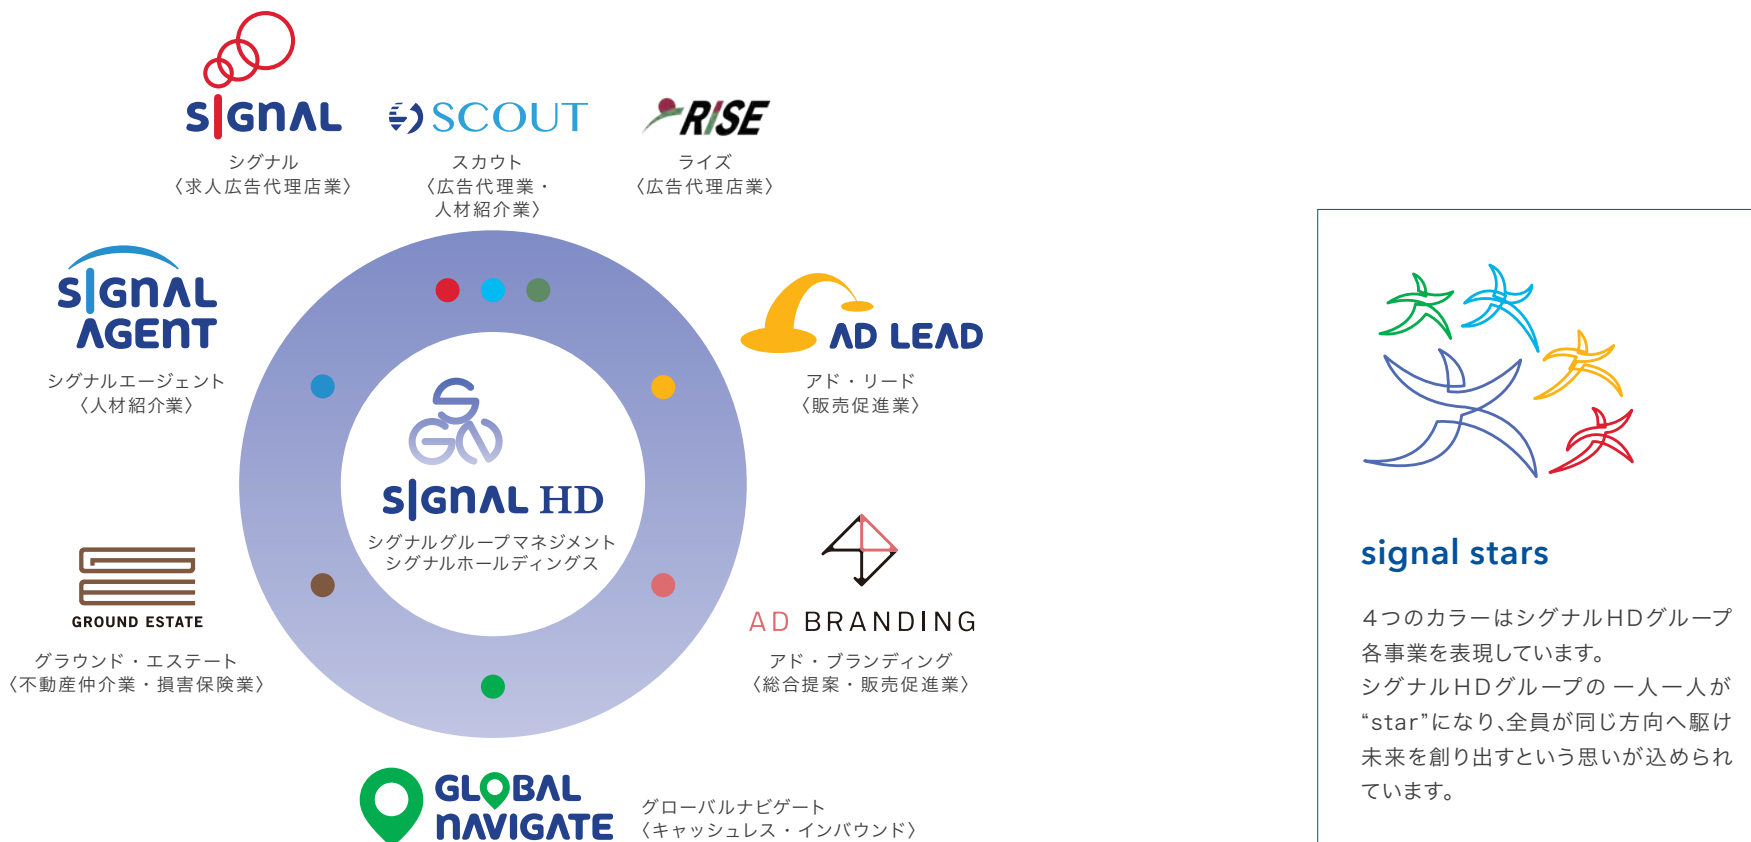 SIGNAL
シグナル
〈求人広告代理店業〉
SCOUT
スカウト
〈広告代理業・
人材紹介業〉
RISE
ライズ
〈広告代理店業〉
SIGNAL
AGENT
シグナルエージェント
〈人材紹介業〉
AD LEAD
アド・リード
〈販売促進業〉
SGN
SIGNAL HD
シグナルグループマネジメント
シグナルホールディングス
GROUND ESTATE
グラウンド・エステート
〈不動産仲介業・損害保険業〉
AD BRANDING
アド・ブランディング
〈総合提案・販売促進業〉
GLOBAL
NAVIGATE
グローバルナビゲート
〈キャッシュレス・インバウンド〉
signal stars
4つのカラーはシグナルHDグループ
各事業を表現しています。
シグナルHDグループの一人一人が
“star”になり、全員が同じ方向へ駆け
未来を創り出すという思いが込められ
ています。